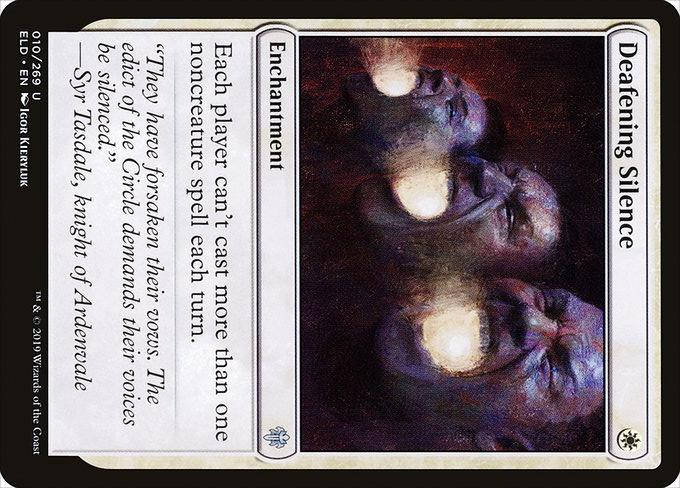 Deafening Silence
Enchantment
Each player can't cast more than one
noncreature spell each turn.
"They have forsaken their vows. The
edict of the Circle demands their voices
be silenced."
—Syr Tasdale, knight of Ardenvale
010/269 U
ELD • EN Igor Kieryluk
™ & © 2019 Wizards of the Coast